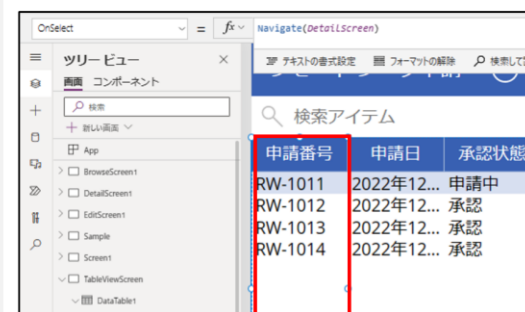 OnSelect = fx Navigate(DetailScreen)
テキストの書式設定 フォーマットの解除 検索して
ツリー ビュー
画面 コンポーネント
検索
新しい画面
App
BrowseScreen1
DetailScreen1
EditScreen1
Sample
Screen1
TableViewScreen
DataTable1
検索アイテム
申請番号 申請日 承認状態
RW-1011 2022年12... 申請中
RW-1012 2022年12... 承認
RW-1013 2022年12... 承認
RW-1014 2022年12... 承認